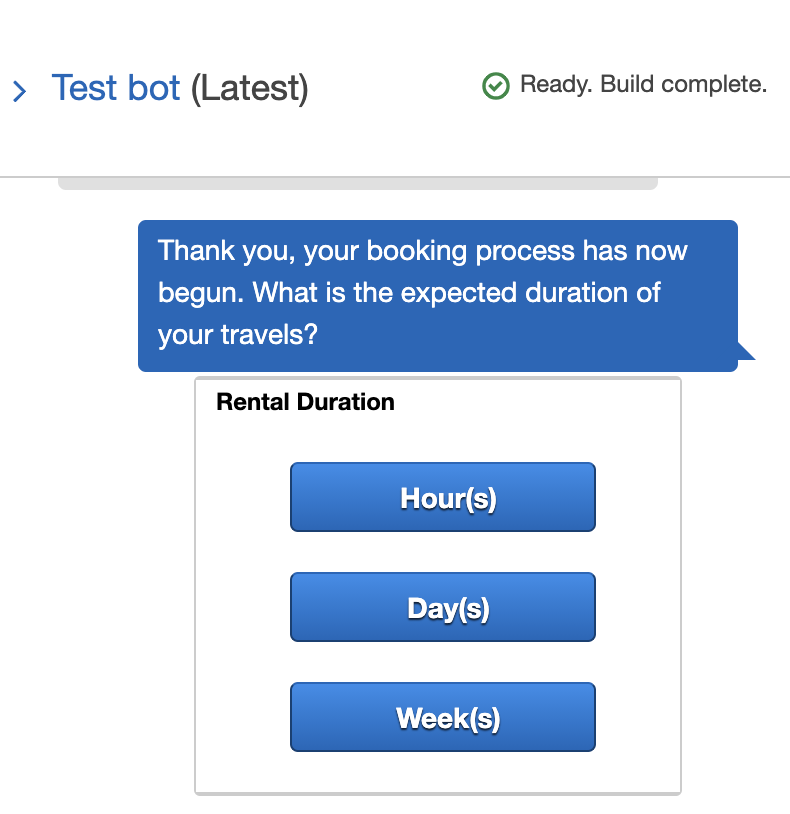 Test bot (Latest)
Ready. Build complete.
Thank you, your booking process has now
begun. What is the expected duration of
your travels?
Rental Duration
Hour(s)
Day(s)
Week(s)